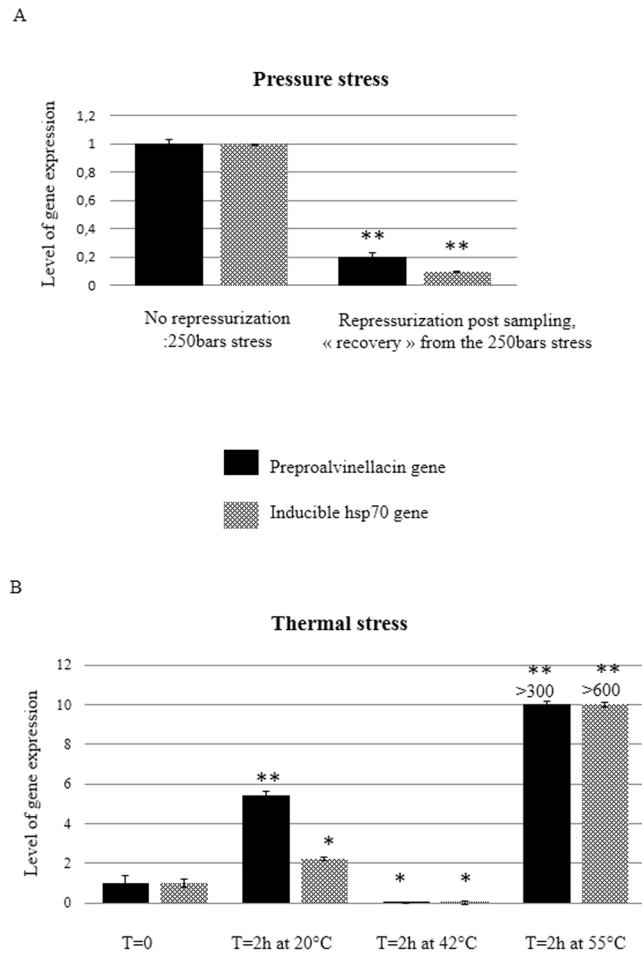 A
Pressure stress
Level of gene expression
1,2
1
0,8
0,6
0,4
0,2
0
**
**
No repressurization
:250bars stress
Repressurization post sampling,
« recovery » from the 250bars stress
Preproalvinellacin gene
Inducible hsp70 gene
B
Thermal stress
Level of gene expression
12
10
8
6
4
2
0
**
*
*
*
**
>300
**
>600
T=0
T=2h at 20°C
T=2h at 42°C
T=2h at 55°C